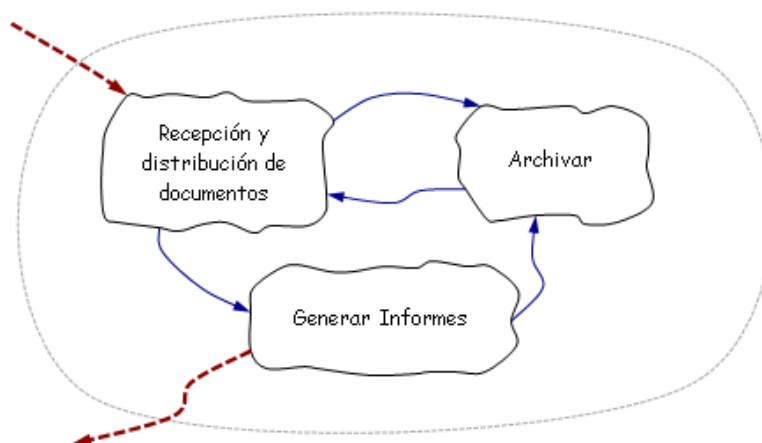 Recepción y
distribución de
documentos
Archivar
Generar Informes